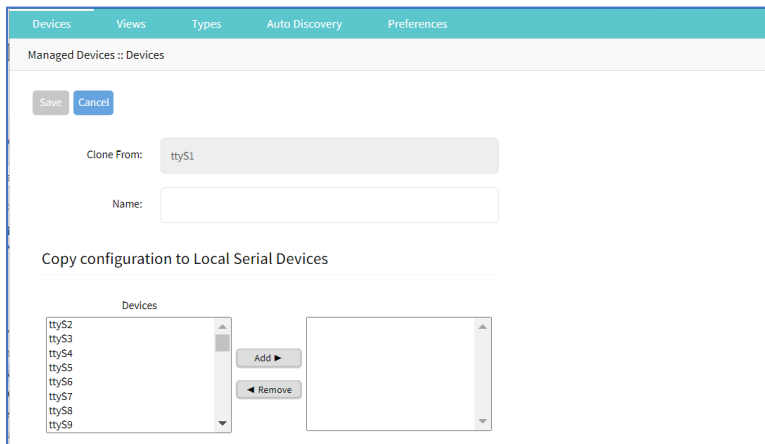 Devices Views Types Auto Discovery Preferences
Managed Devices :: Devices
Save Cancel
Clone From: ttyS1
Name:
Copy configuration to Local Serial Devices
Devices
ttyS2
ttyS3
ttyS4
ttyS5
ttyS6
ttyS7
ttyS8
ttyS9
Add ►
◄ Remove